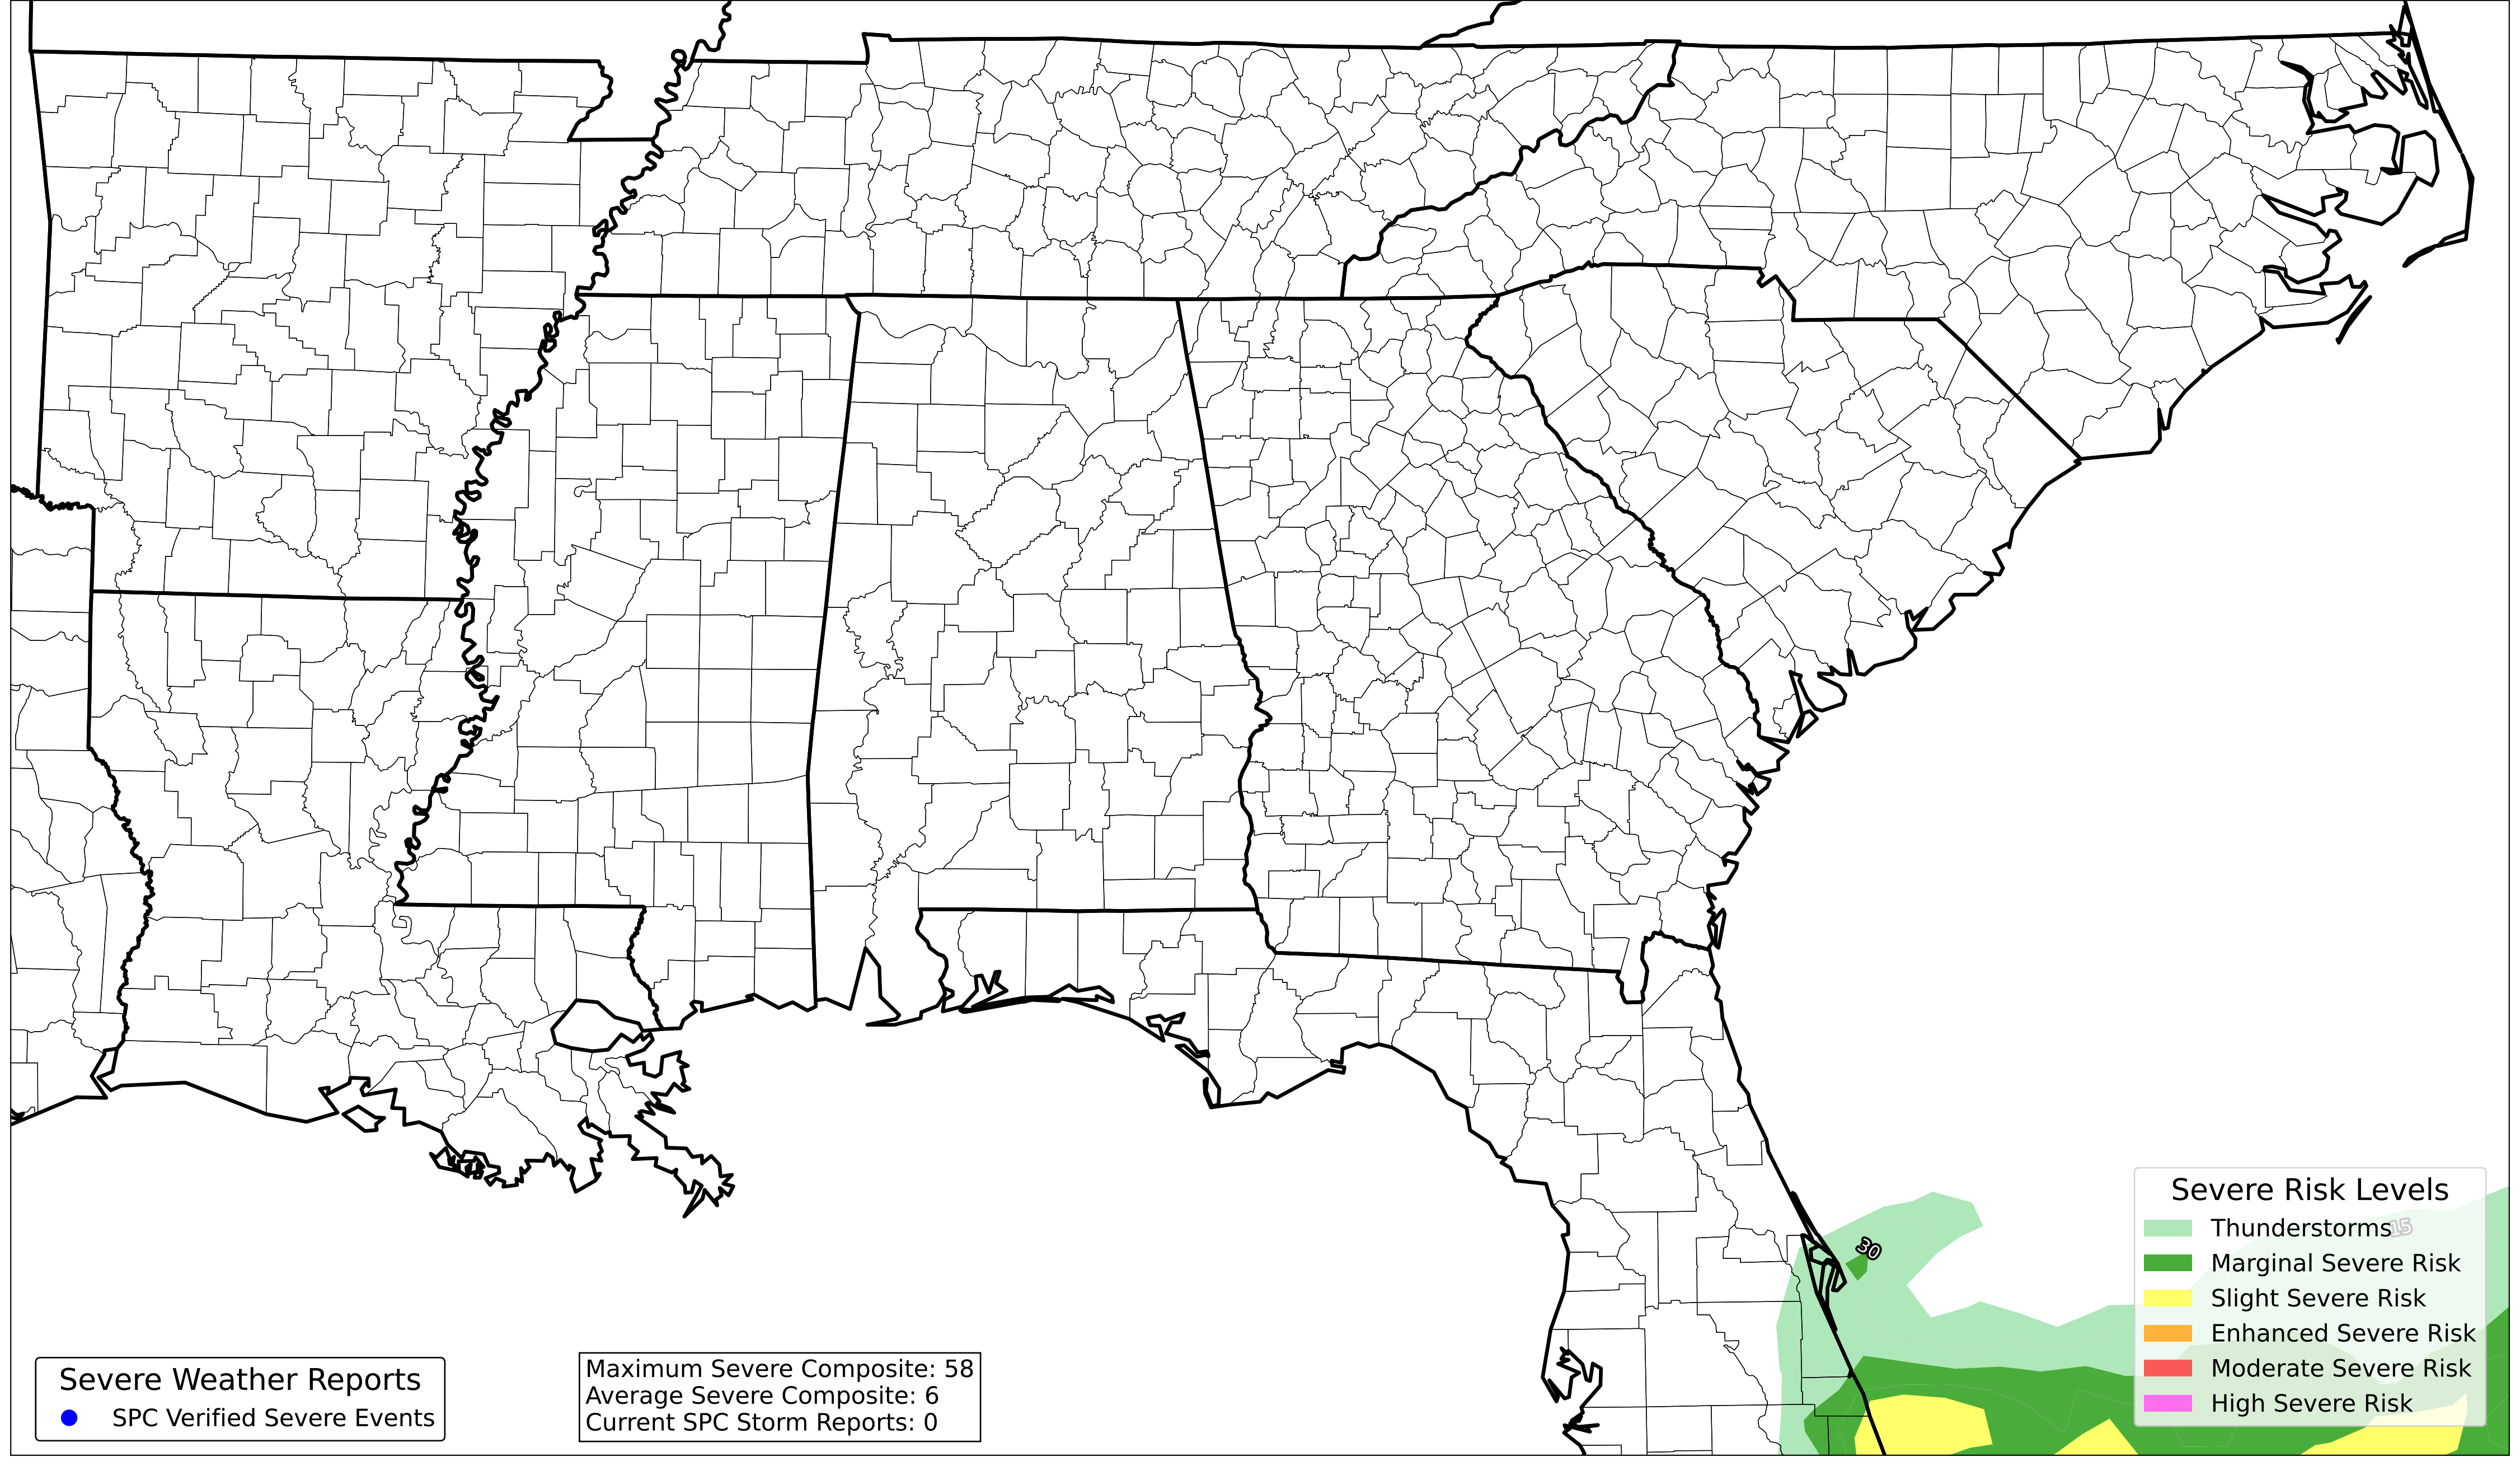 30
Severe Risk Levels
Thunderstorms
15
Marginal Severe Risk
Slight Severe Risk
Enhanced Severe Risk
Moderate Severe Risk
High Severe Risk
Severe Weather Reports
SPC Verified Severe Events
Maximum Severe Composite: 58
Average Severe Composite: 6
Current SPC Storm Reports: 0